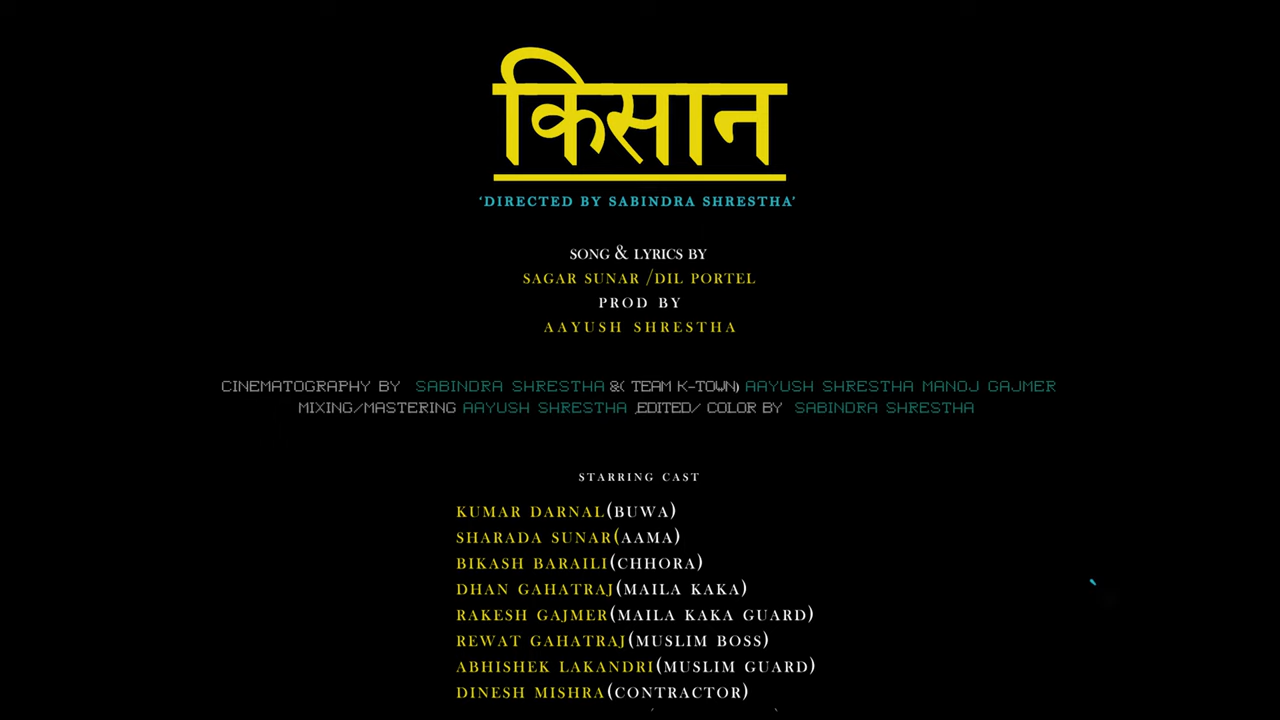 किसान
‘DIRECTED BY SABINDRA SHRESTHA’
SONG & LYRICS BY
SAGAR SUNAR /DIL PORTEL
PROD BY
AAYUSH SHRESTHA
CINEMATOGRAPHY BY SABINDRA SHRESTHA &( TEAM K-TOWN) AAYUSH SHRESTHA MANOJ GAJMER
MIXING/MASTERING AAYUSH SHRESTHA ,EDITED/ COLOR BY SABINDRA SHRESTHA
STARRING CAST
KUMAR DARNAL(BUWA)
SHARADA SUNAR(AAMA)
BIKASH BARAILI(CHHORA)
DHAN GAHATRAJ(MAILA KAKA)
RAKESH GAJMER(MAILA KAKA GUARD)
REWAT GAHATRAJ(MUSLIM BOSS)
ABHISHEK LAKANDRI(MUSLIM GUARD)
DINESH MISHRA(CONTRACTOR)